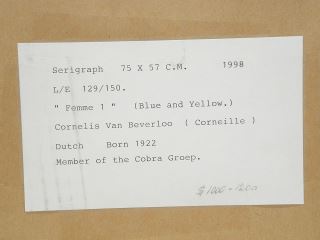 Serigraph 75 X 57 C.M. 1998
L/E 129/150.
" Femme 1 " (Blue and Yellow.)
Cornelis Van Beverloo ( Corneille )
Dutch Born 1922
Member of the Cobra Groep.
$1000-1200